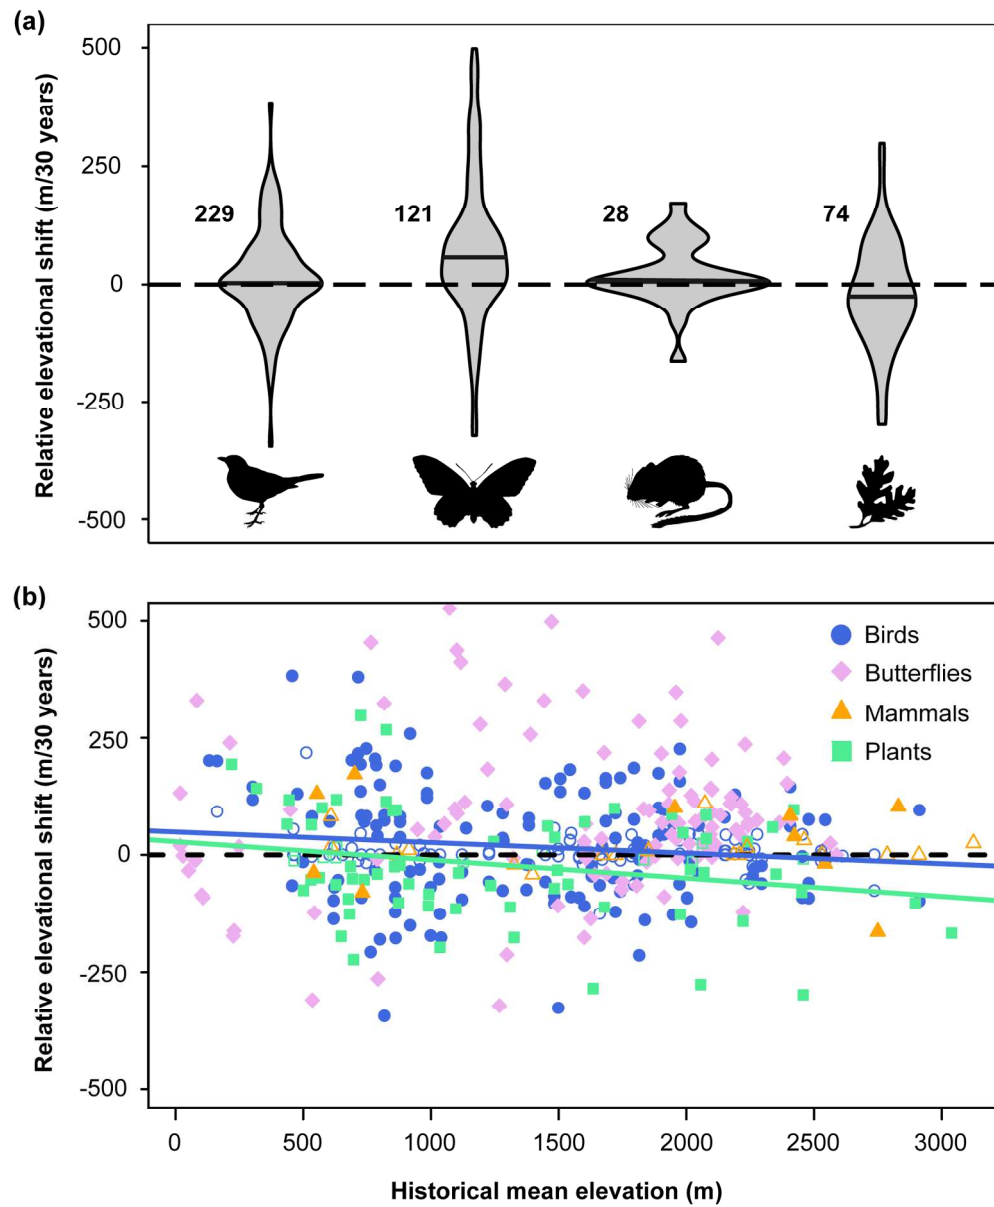 (a)
Relative elevational shift (m/30 years)
500
250
0
-250
-500
229
121
28
74
(b)
Relative elevational shift (m/30 years)
500
250
0
-250
-500
Birds
Butterflies
Mammals
Plants
0 500 1000 1500 2000 2500 3000
Historical mean elevation (m)